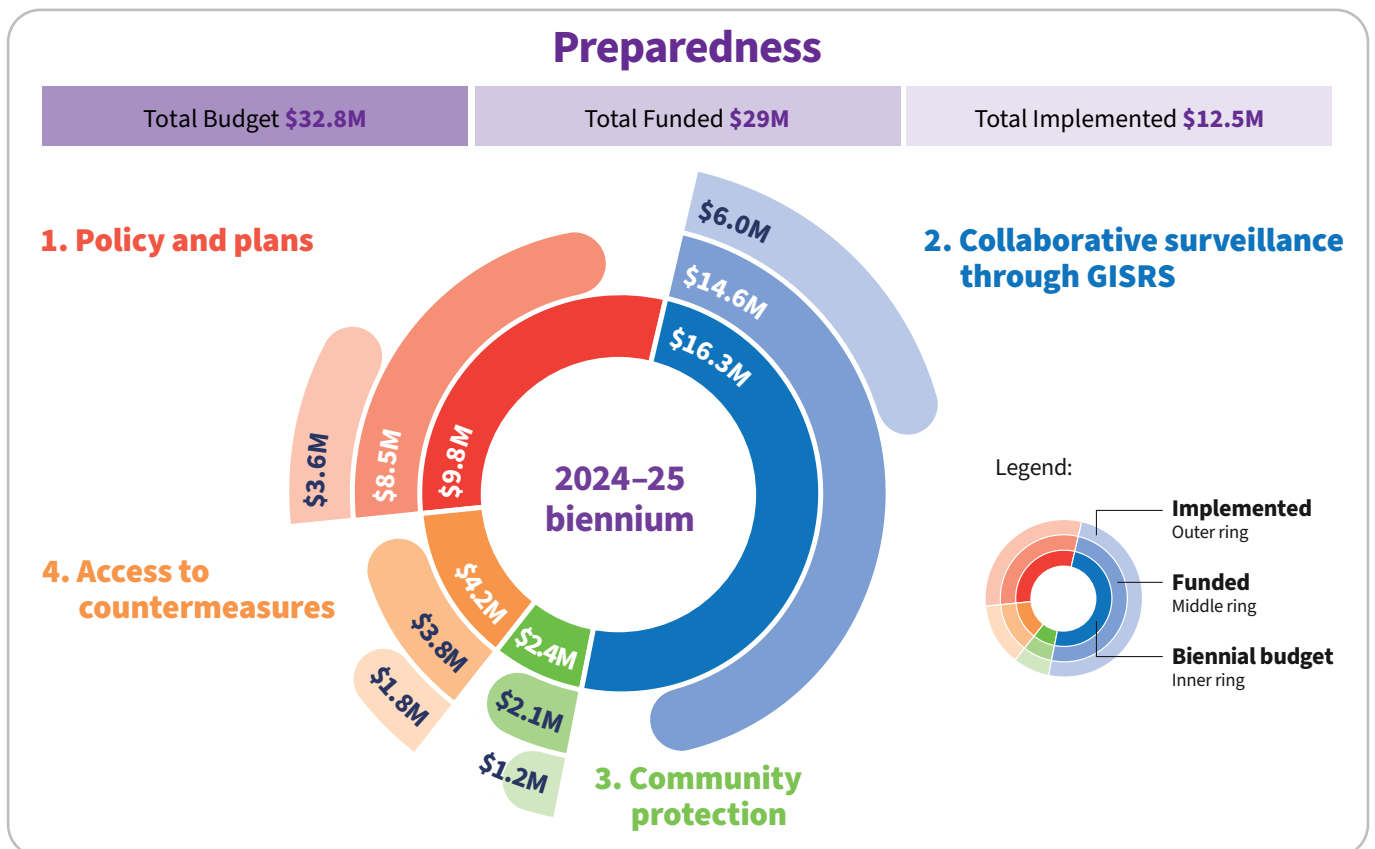 Preparedness
Total Budget $32.8M
Total Funded $29M
Total Implemented $12.5M
1. Policy and plans
$3.6M
$8.5M
$9.8M
2. Collaborative surveillance
through GISRS
$6.0M
$14.6M
$16.3M
2024–25
biennium
4. Access to
countermeasures
$4.2M
$3.8M
$1.8M
$2.4M
$2.1M
$1.2M
3. Community
protection
Legend:
Implemented
Outer ring
Funded
Middle ring
Biennial budget
Inner ring